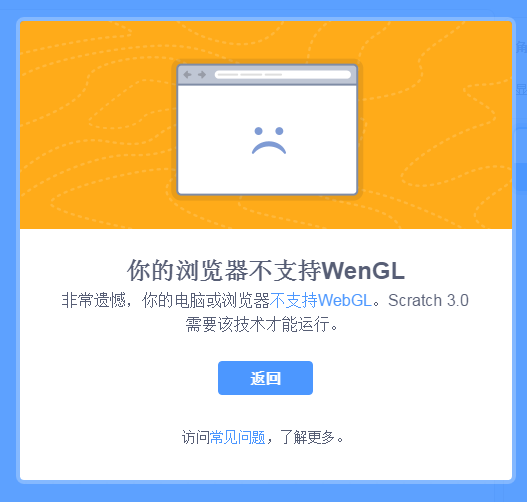 你的浏览器不支持WenGL
非常遗憾，你的电脑或浏览器不支持WebGL。Scratch 3.0
需要该技术才能运行。
返回
访问常见问题，了解更多。